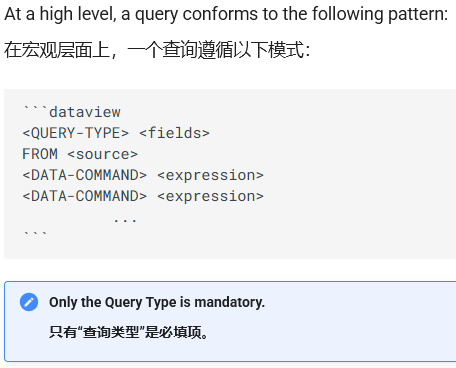 At a high level, a query conforms to the following pattern:
在宏观层面上，一个查询遵循以下模式：
```dataview
<QUERY-TYPE> <fields>
FROM <source>
<DATA-COMMAND> <expression>
<DATA-COMMAND> <expression>
          ...
```
Only the Query Type is mandatory.
只有“查询类型”是必填项。